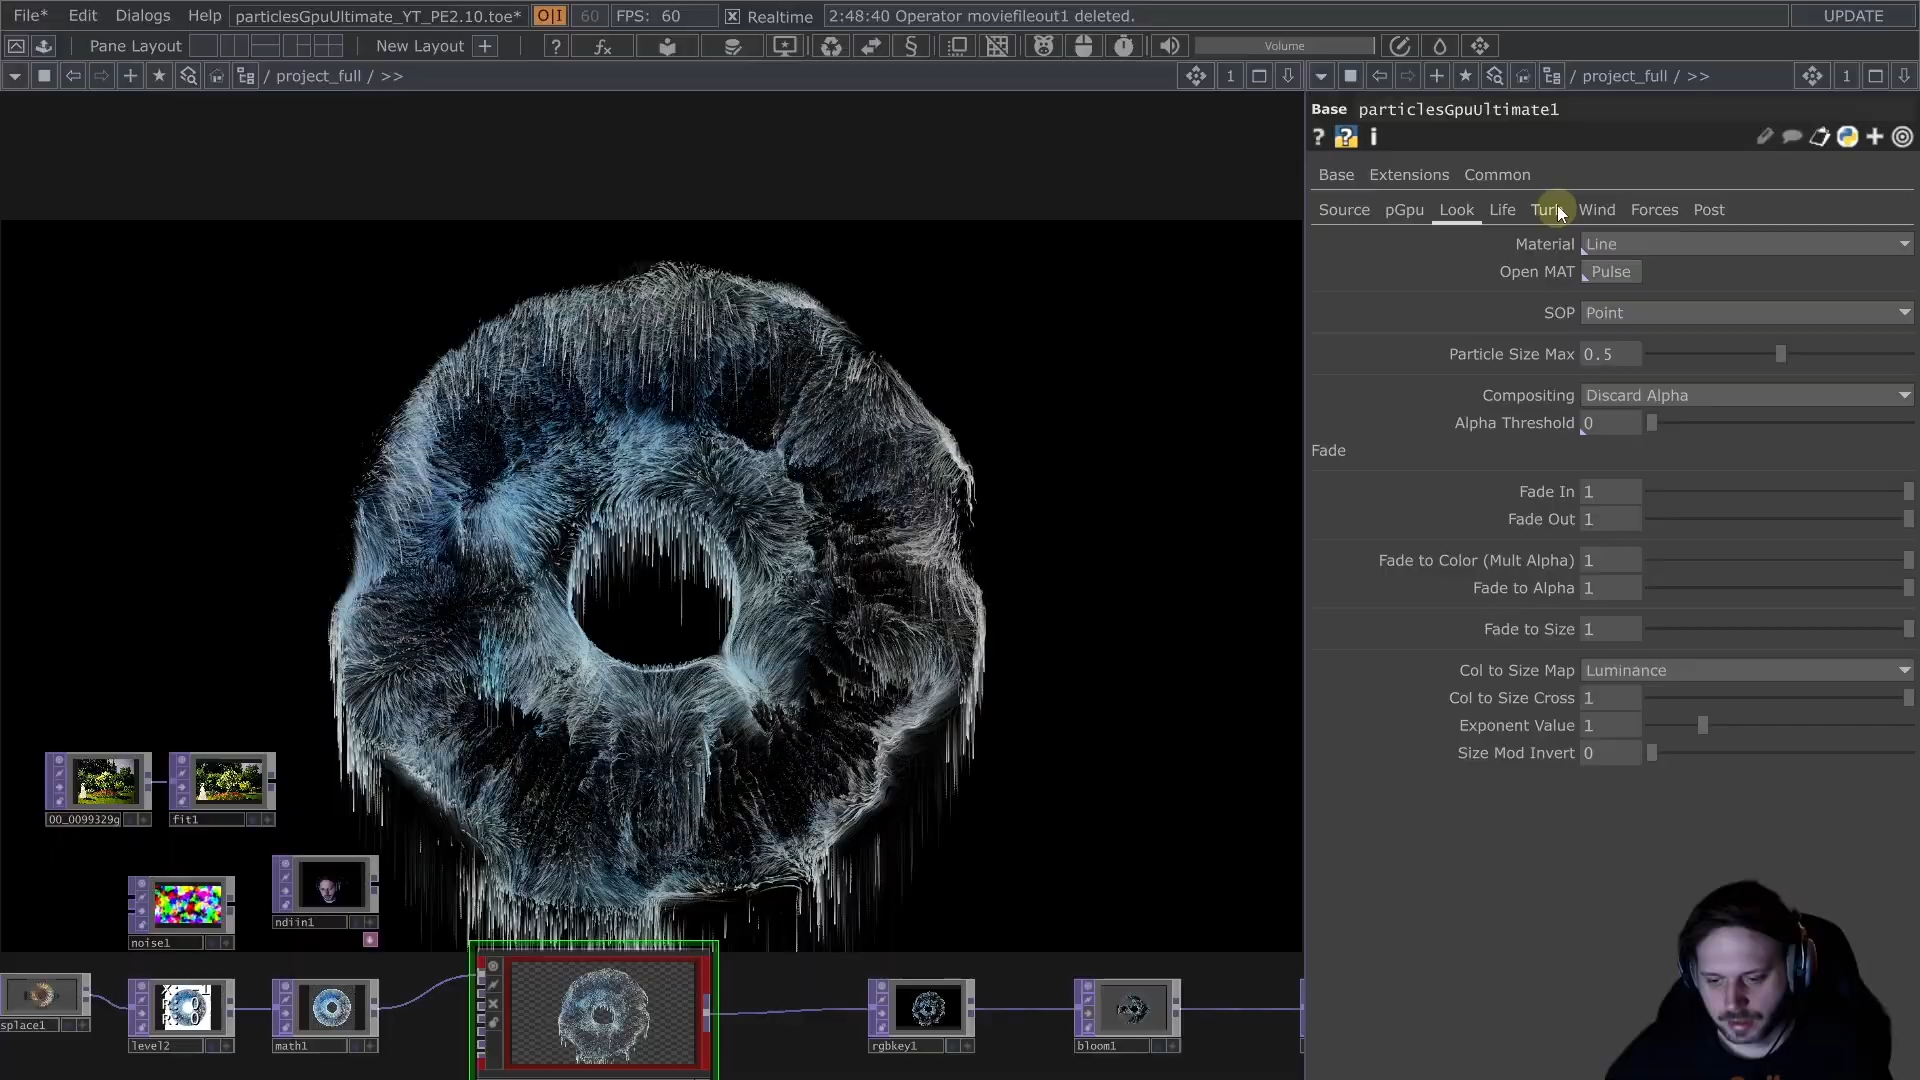 File* Edit Dialogs Help particlesGpuUltimate_YT_PE2.10.toe* O|I 60 FPS: 60 Realtime 2:48:40 Operator moviefileout1 deleted. UPDATE
Pane Layout New Layout + ? fx Volume
/ project_full / >> 1 / project_full / >> 1
Base particlesGpuUltimate1
? ? i
Base Extensions Common
Source pGpu Look Life Turb Wind Forces Post
Material Line
Open MAT Pulse
SOP Point
Particle Size Max 0.5
Compositing Discard Alpha
Alpha Threshold 0
Fade
Fade In 1
Fade Out 1
Fade to Color (Mult Alpha) 1
Fade to Alpha 1
Fade to Size 1
Col to Size Map Luminance
Col to Size Cross 1
Exponent Value 1
Size Mod Invert 0
00_0099329g fit1
ndiin1
noise1
splace1
level2 math1 rgbkey1 bloom1